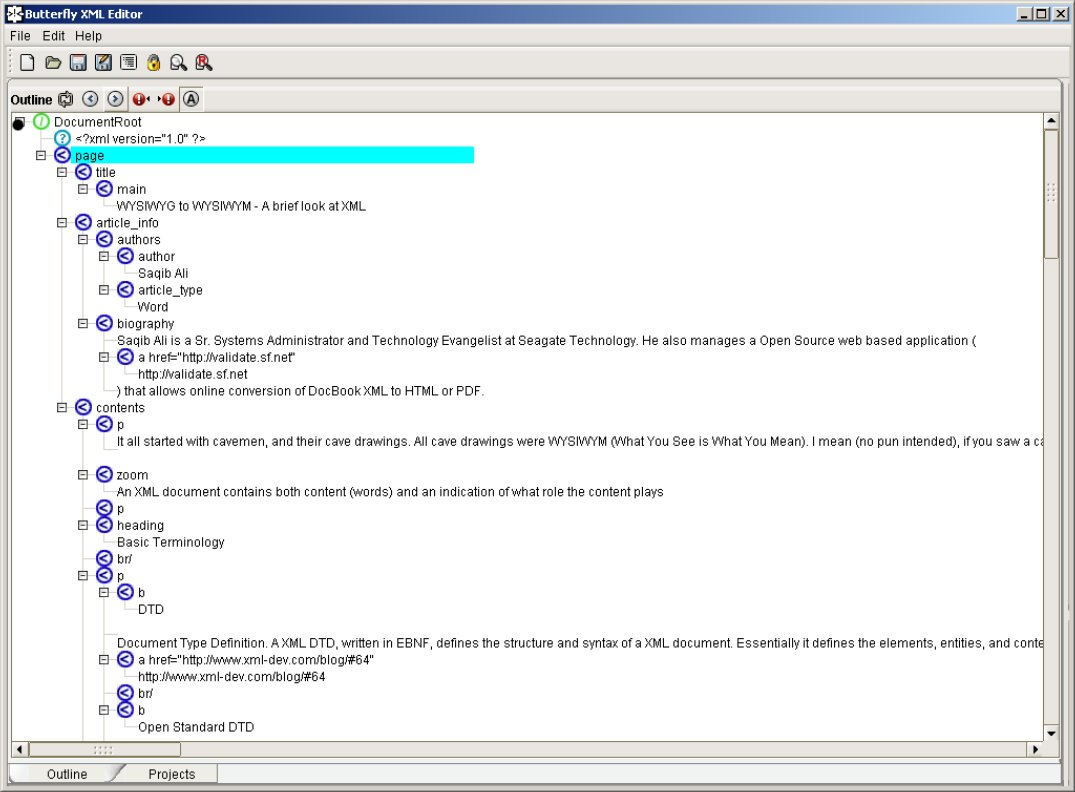 Butterfly XML Editor
File Edit Help
Outline
DocumentRoot
<?xml version="1.0" ?>
page
title
main
WYSIWYG to WYSIWYM - A brief look at XML
article_info
authors
author
Saqib Ali
article_type
Word
biography
Saqib Ali is a Sr. Systems Administrator and Technology Evangelist at Seagate Technology. He also manages a Open Source web based application (
a href="http://validate.sf.net"
http://validate.sf.net
) that allows online conversion of DocBook XML to HTML or PDF.
contents
p
It all started with cavemen, and their cave drawings. All cave drawings were WYSIWYM (What You See is What You Mean). I mean (no pun intended), if you saw a ca
zoom
An XML document contains both content (words) and an indication of what role the content plays
p
heading
Basic Terminology
br/
p
b
DTD
Document Type Definition. A XML DTD, written in EBNF, defines the structure and syntax of a XML document. Essentially it defines the elements, entities, and conte
a href="http://www.xml-dev.com/blog/#64"
http://www.xml-dev.com/blog/#64
br/
b
Open Standard DTD
Outline Projects